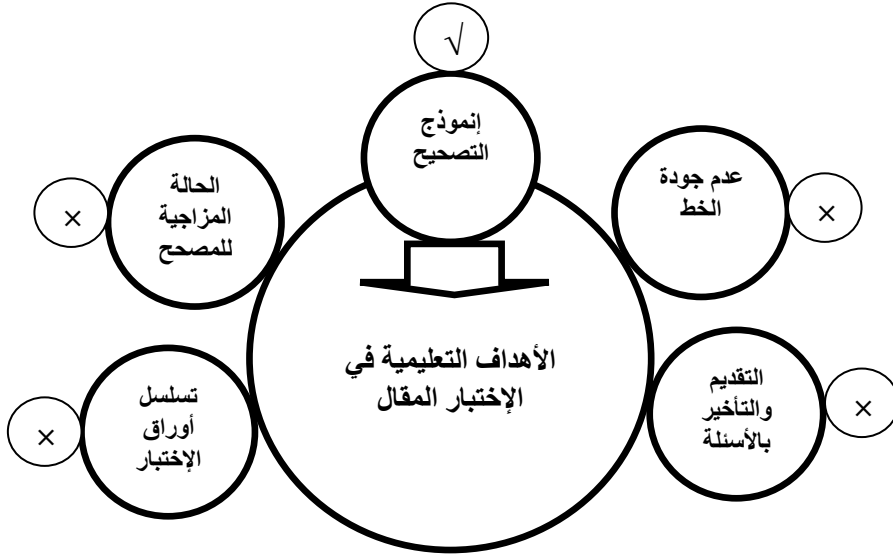 √
إنموذج
التصحيح
عدم جودة
الخط
×
الحالة
المزاجية
للمصحح
×
الأهداف التعليمية في
الإختبار المقال
التقديم
والتأخير
بالأسئلة
×
تسلسل
أوراق
الإختبار
×